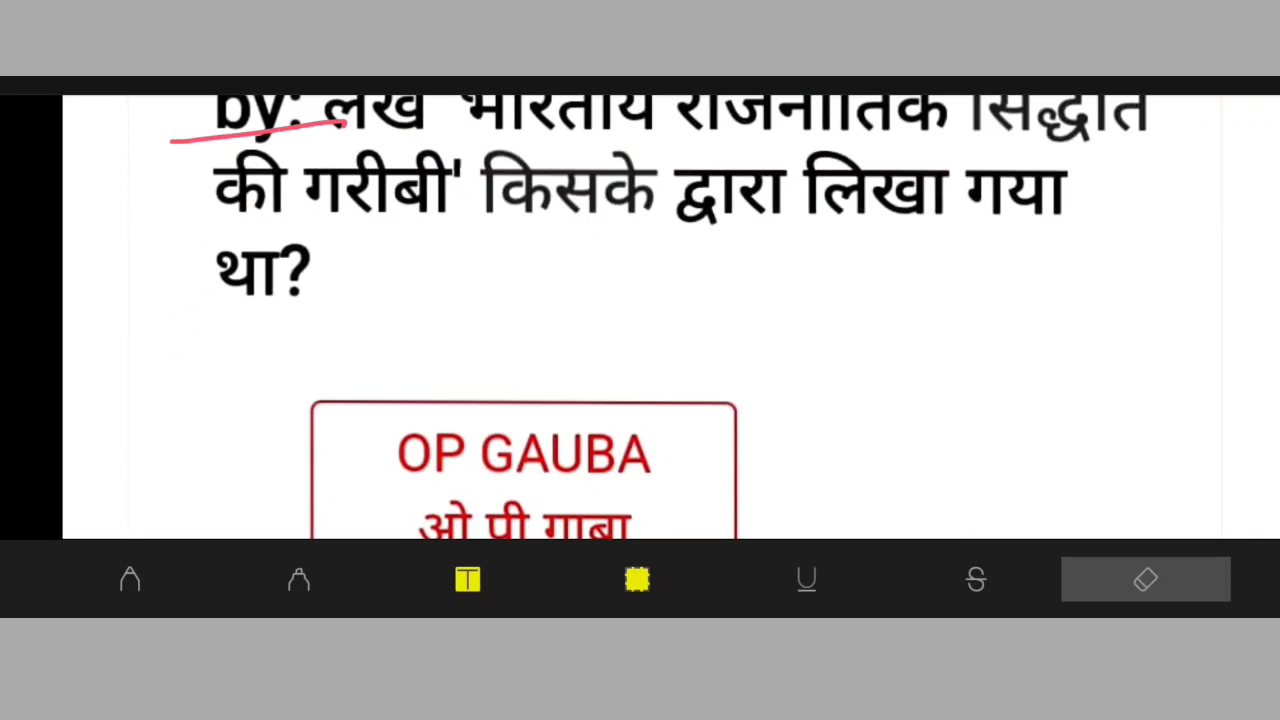 by: लेख 'भारतीय राजनीतिक सिद्धांत
की गरीबी' किसके द्वारा लिखा गया
था?
OP GAUBA
ओ पी गाबा
T
U
S